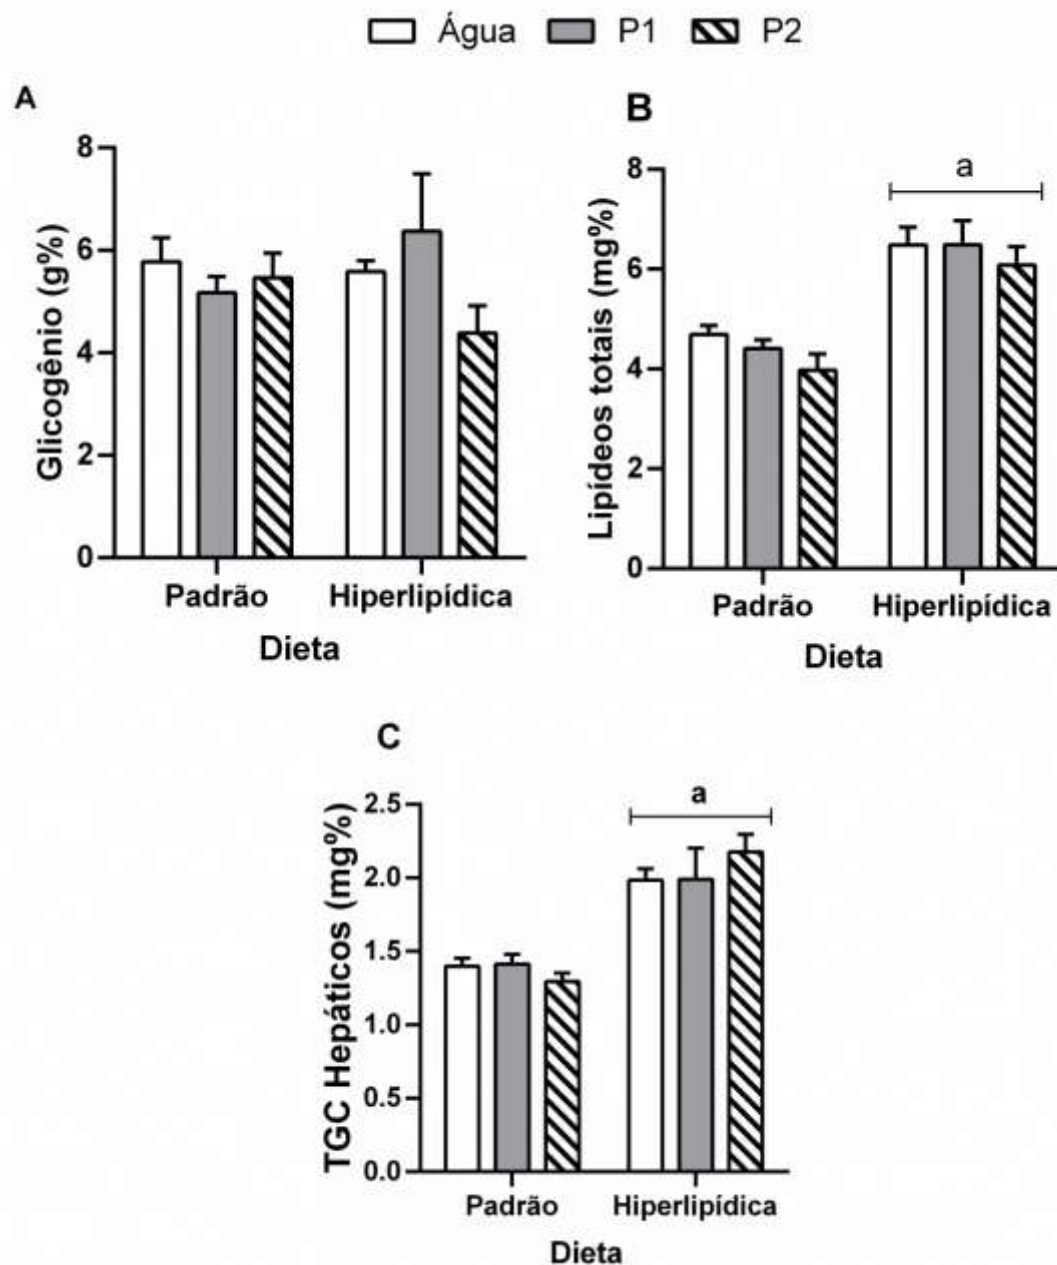 Água P1 P2
A
Glicogênio (g%)
8
6
4
2
0
Padrão Hiperlipídica
Dieta
B
Lipídeos totais (mg%)
8
6
4
2
0
a
Padrão Hiperlipídica
Dieta
C
TGC Hepáticos (mg%)
2.5
2.0
1.5
1.0
0.5
0.0
a
Padrão Hiperlipídica
Dieta